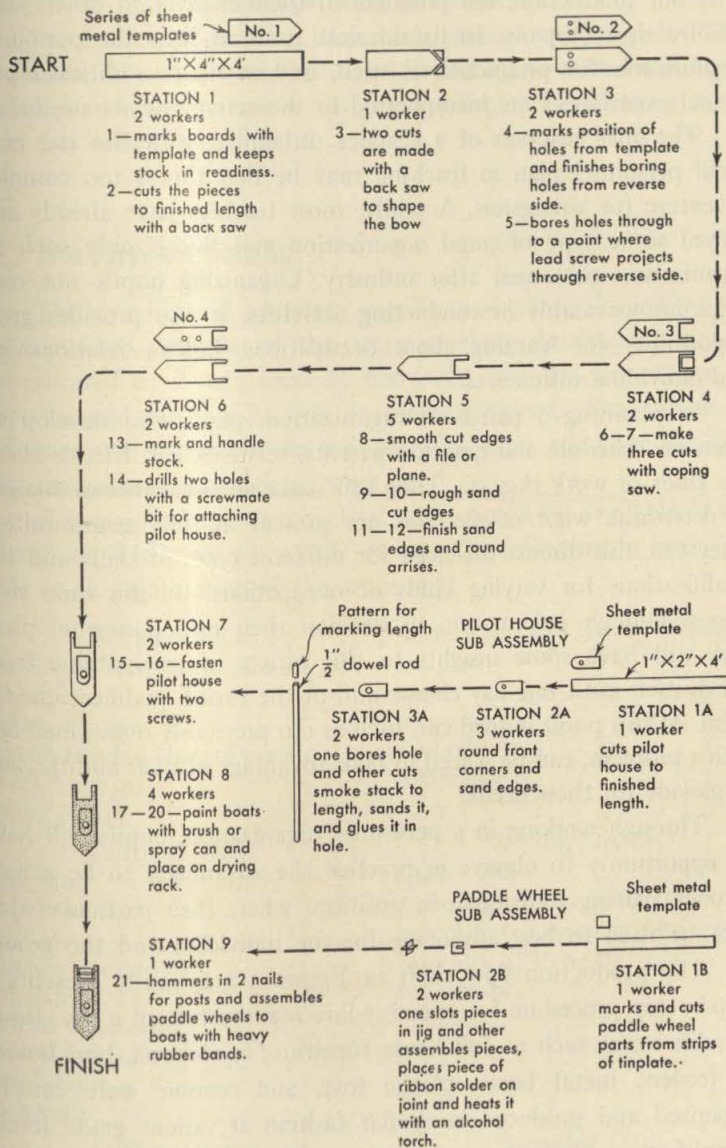 Series of sheet
metal templates
No. 1
No. 2
START
1"X4"X4'
STATION 1
2 workers
1—marks boards with
template and keeps
stock in readiness.
2—cuts the pieces
to finished length
with a back saw
STATION 2
1 worker
3—two cuts
are made
with a
back saw
to shape
the bow
STATION 3
2 workers
4—marks position of
holes from template
and finishes boring
holes from reverse
side.
5—bores holes through
to a point where
lead screw projects
through reverse side.
No. 4
No. 3
STATION 6
2 workers
13—mark and handle
stock.
14—drills two holes
with a screwmate
bit for attaching
pilot house.
STATION 5
5 workers
8—smooth cut edges
with a file or
plane.
9—10—rough sand
cut edges
11—12—finish sand
edges and round
arrises.
STATION 4
2 workers
6—7—make
three cuts
with coping
saw.
STATION 7
2 workers
15—16—fasten
pilot house
with two
screws.
Pattern for
marking length
1/2" dowel rod
PILOT HOUSE
SUB ASSEMBLY
Sheet metal
template
1"X2"X4'
STATION 3A
2 workers
one bores hole
and other cuts
smoke stack to
length, sands it,
and glues it in
hole.
STATION 2A
3 workers
round front
corners and
sand edges.
STATION 1A
1 worker
cuts pilot
house to
finished
length.
STATION 8
4 workers
17—20—paint boats
with brush or
spray can and
place on drying
rack.
PADDLE WHEEL
SUB ASSEMBLY
Sheet metal
template
STATION 9
1 worker
21—hammers in 2 nails
for posts and assembles
paddle wheels to
boats with heavy
rubber bands.
STATION 2B
2 workers
one slots pieces
in jig and other
assembles pieces,
places piece of
ribbon solder on
joint and heats it
with an alcohol
torch.
STATION 1B
1 worker
marks and cuts
paddle wheel
parts from strips
of tinplate.
FINISH